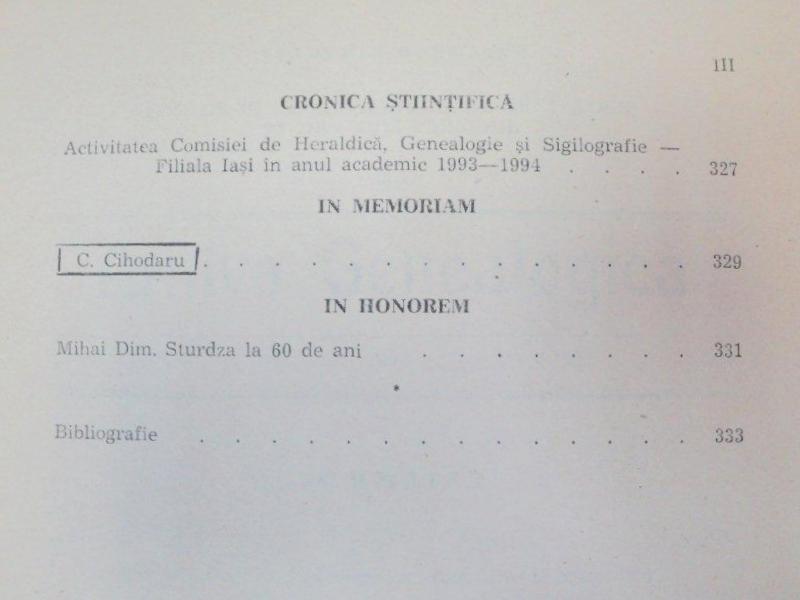 III
CRONICA ȘTIINȚIFICĂ
Activitatea Comisiei de Heraldică, Genealogie și Sigilografie —
Filiala Iași în anul academic 1993—1994 . . . . 327
IN MEMORIAM
C. Cihodaru . . . . . . . . . . . . . . 329
IN HONOREM
Mihai Dim. Sturdza la 60 de ani . . . . . . . . 331
*
Bibliografie . . . . . . . . . . . . . . 333